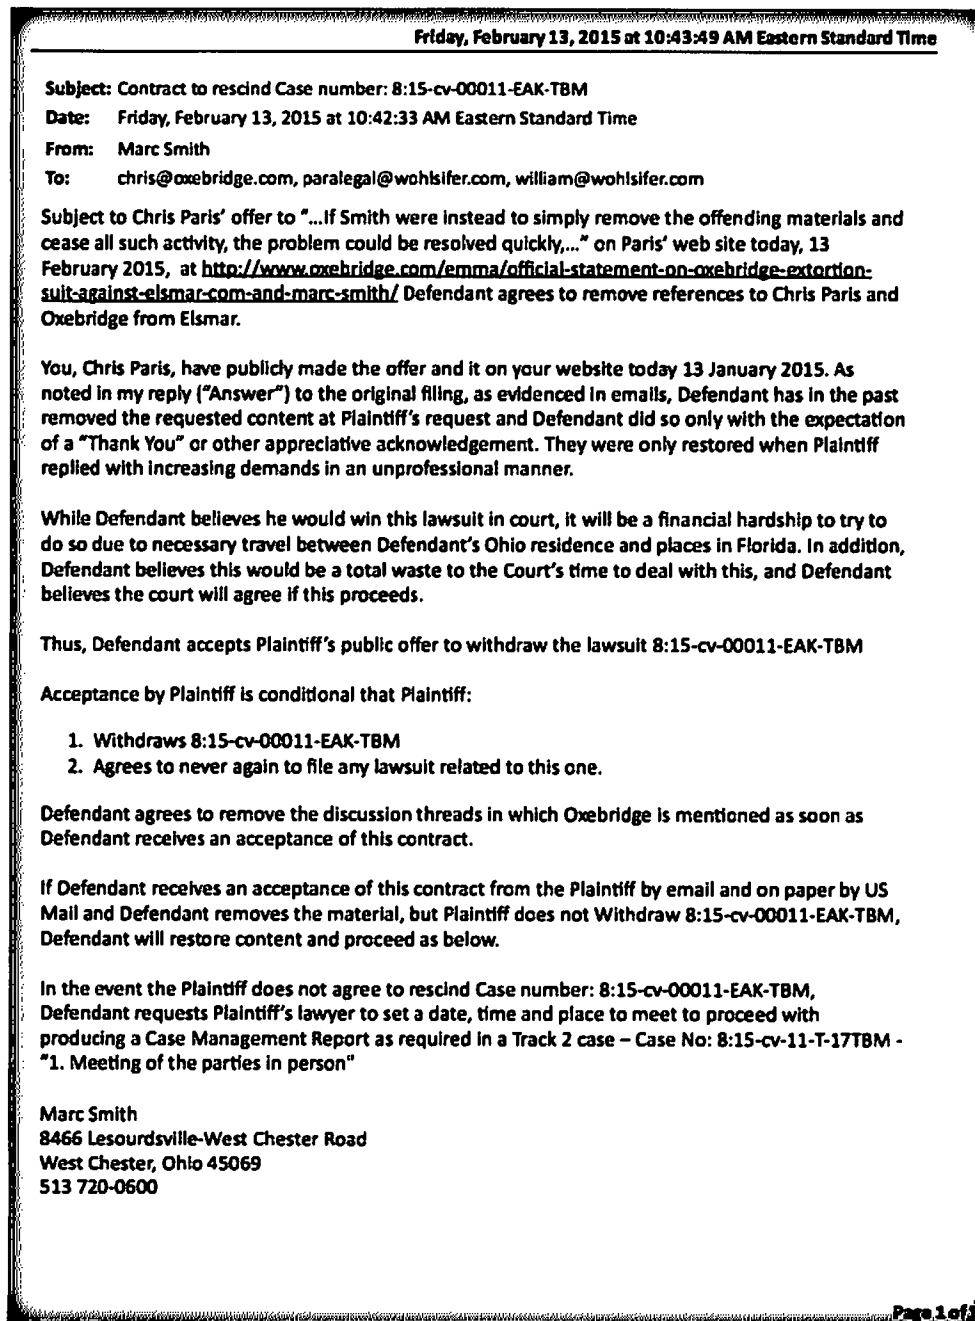 Friday, February 13, 2015 at 10:43:49 AM Eastern Standard Time
Subject: Contract to rescind Case number: 8:15-cv-00011-EAK-TBM
Date: Friday, February 13, 2015 at 10:42:33 AM Eastern Standard Time
From: Marc Smith
To: chris@oxebridge.com, paralegal@wohlsifer.com, william@wohlsifer.com
Subject to Chris Paris' offer to "...If Smith were instead to simply remove the offending materials and
cease all such activity, the problem could be resolved quickly,..." on Paris' web site today, 13
February 2015, at http://www.oxebridge.com/emma/official-statement-on-oxebridge-extortion-
suit-against-elsmar-com-and-marc-smith/ Defendant agrees to remove references to Chris Paris and
Oxebridge from Elsmar.
You, Chris Paris, have publicly made the offer and it on your website today 13 January 2015. As
noted in my reply ("Answer") to the original filing, as evidenced in emails, Defendant has in the past
removed the requested content at Plaintiff's request and Defendant did so only with the expectation
of a "Thank You" or other appreciative acknowledgement. They were only restored when Plaintiff
replied with increasing demands in an unprofessional manner.
While Defendant believes he would win this lawsuit in court, it will be a financial hardship to try to
do so due to necessary travel between Defendant's Ohio residence and places in Florida. In addition,
Defendant believes this would be a total waste to the Court's time to deal with this, and Defendant
believes the court will agree if this proceeds.
Thus, Defendant accepts Plaintiff's public offer to withdraw the lawsuit 8:15-cv-00011-EAK-TBM
Acceptance by Plaintiff is conditional that Plaintiff:
1. Withdraws 8:15-cv-00011-EAK-TBM
2. Agrees to never again to file any lawsuit related to this one.
Defendant agrees to remove the discussion threads in which Oxebridge is mentioned as soon as
Defendant receives an acceptance of this contract.
If Defendant receives an acceptance of this contract from the Plaintiff by email and on paper by US
Mail and Defendant removes the material, but Plaintiff does not Withdraw 8:15-cv-00011-EAK-TBM,
Defendant will restore content and proceed as below.
In the event the Plaintiff does not agree to rescind Case number: 8:15-cv-00011-EAK-TBM,
Defendant requests Plaintiff's lawyer to set a date, time and place to meet to proceed with
producing a Case Management Report as required in a Track 2 case – Case No: 8:15-cv-11-T-17TBM -
"1. Meeting of the parties in person"
Marc Smith
8466 Lesourdsville-West Chester Road
West Chester, Ohio 45069
513 720-0600
Page 1 of 1